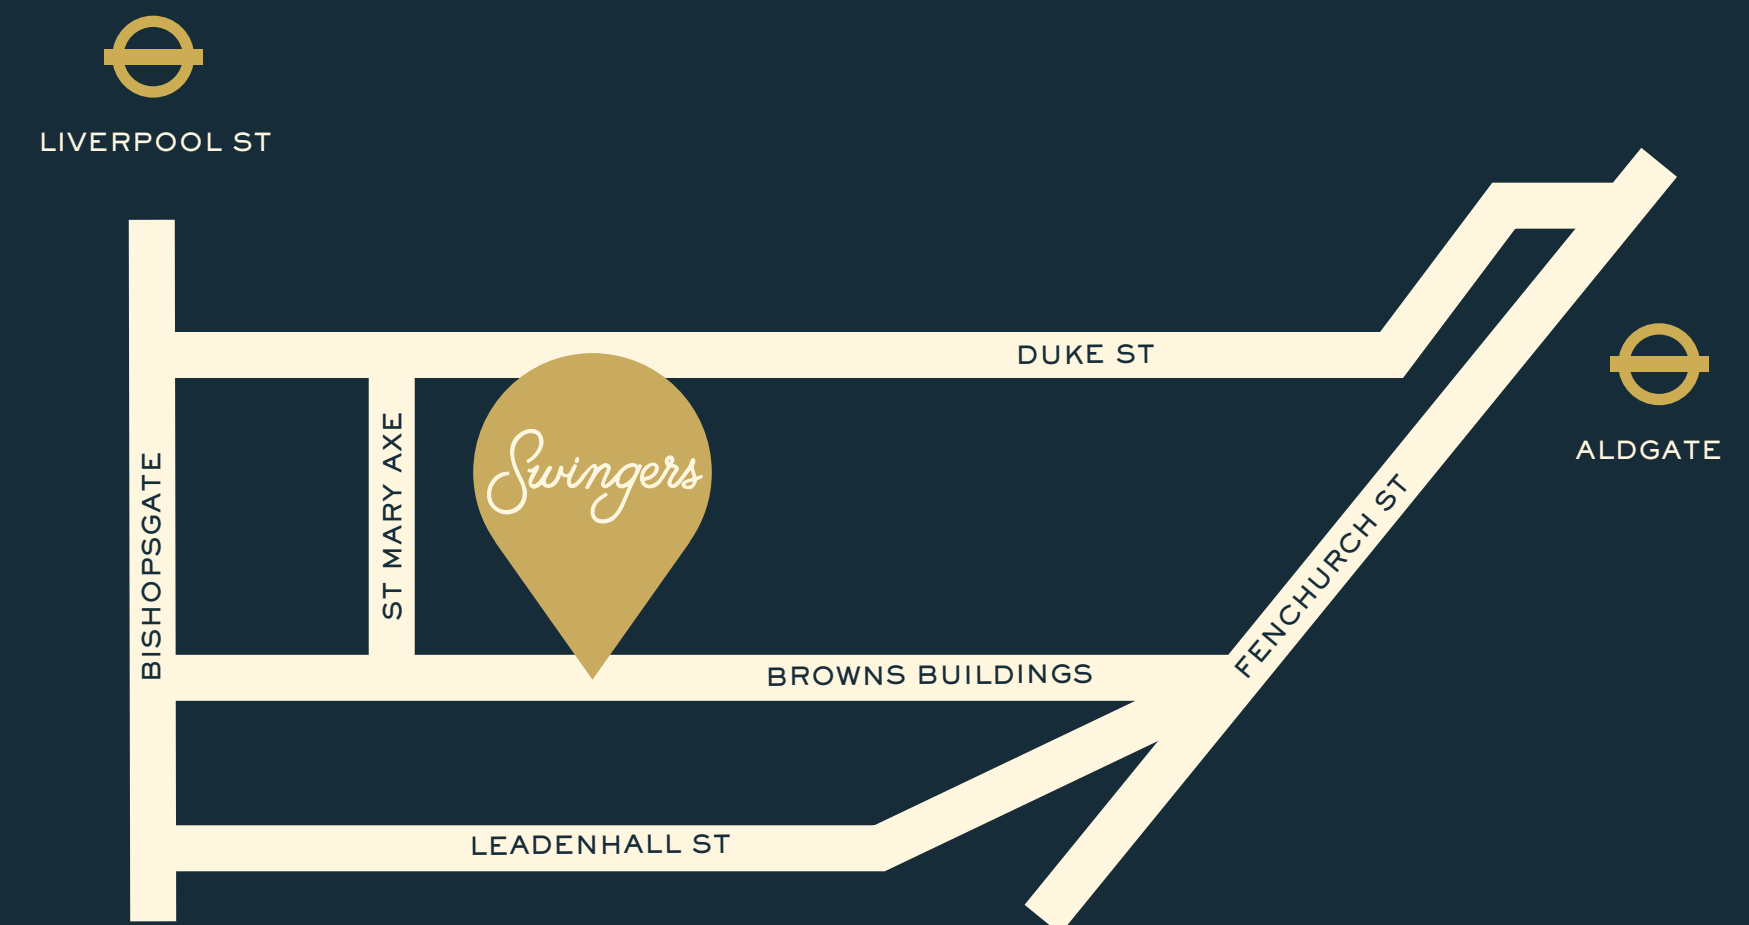 LIVERPOOL ST
DUKE ST
ALDGATE
BISHOPSGATE
ST MARY AXE
Swingers
FENCHURCH ST
BROWNS BUILDINGS
LEADENHALL ST